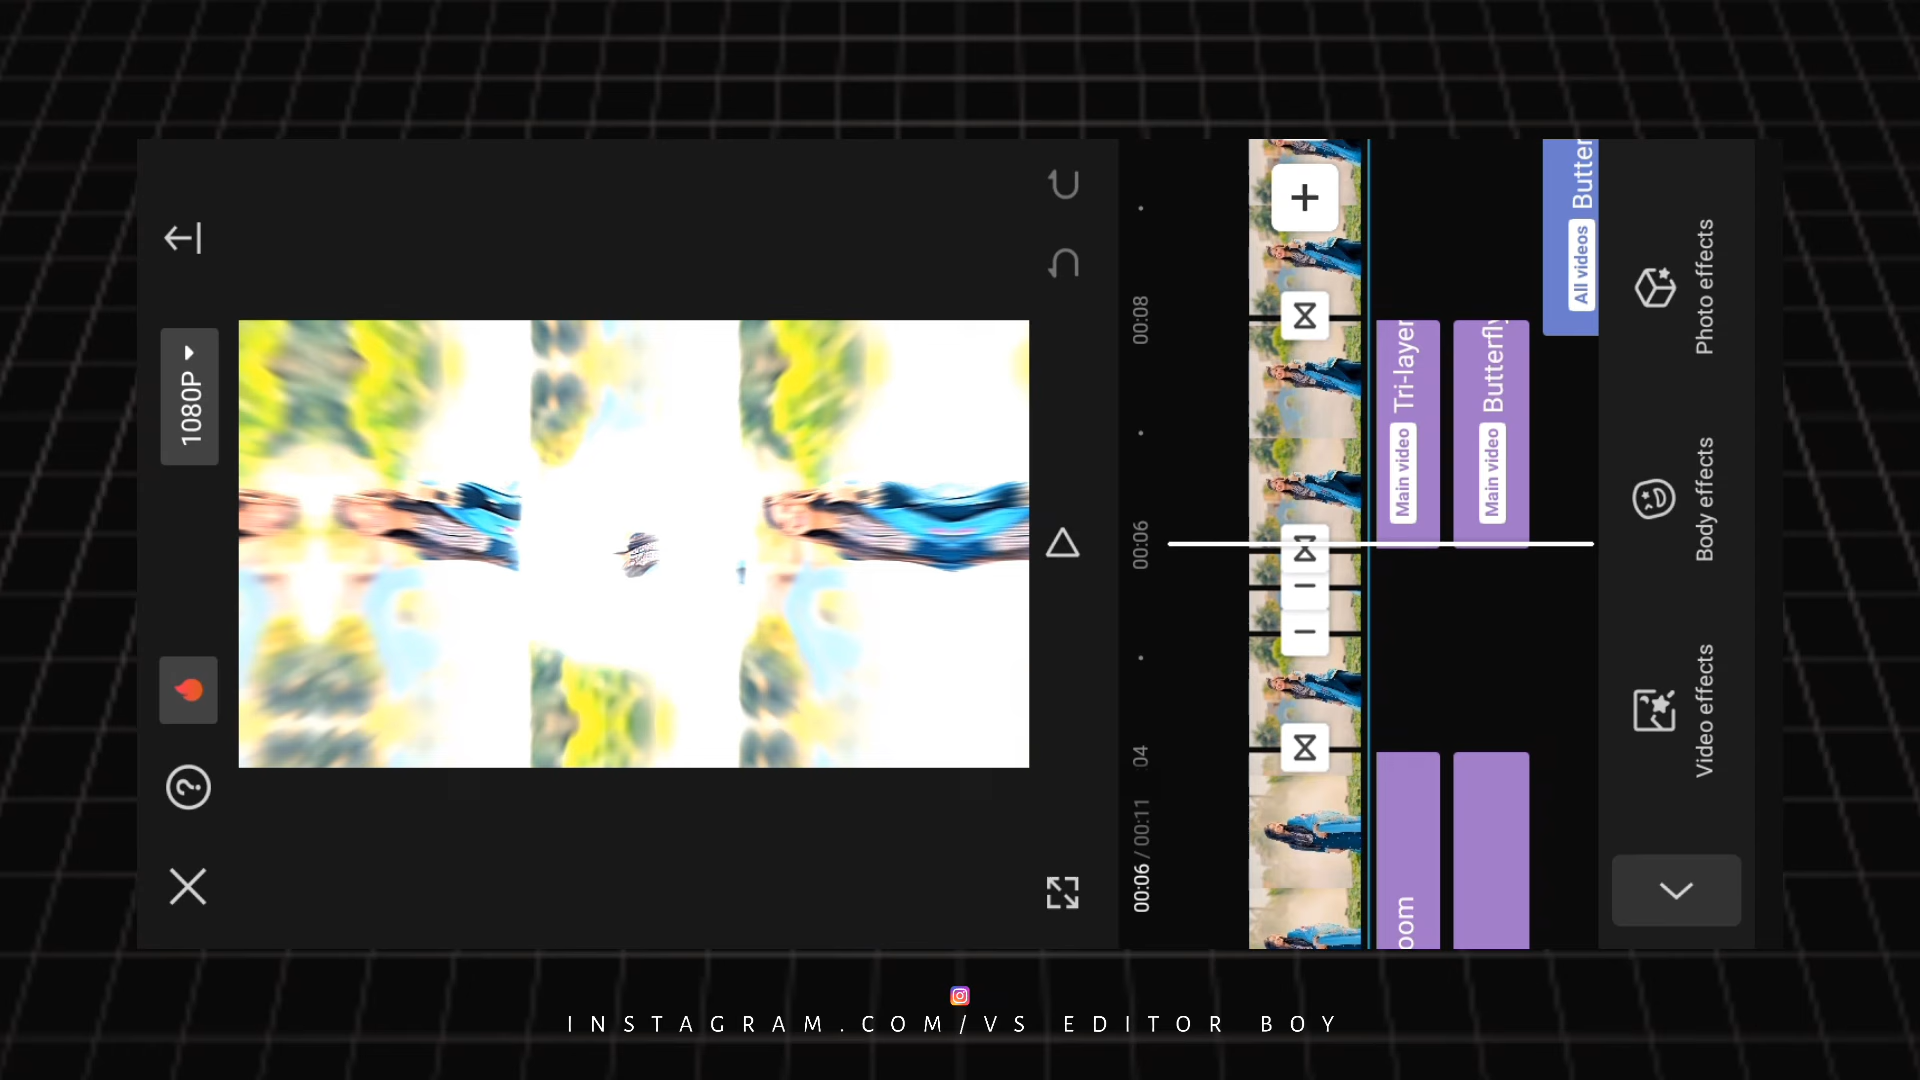 1080P
00:06 / 00:11
:04
00:06
00:08
oom
Main video Tri-layer
Main video Butterfly
All videos Butter
Video effects
Body effects
Photo effects
INSTAGRAM.COM/VS EDITOR BOY